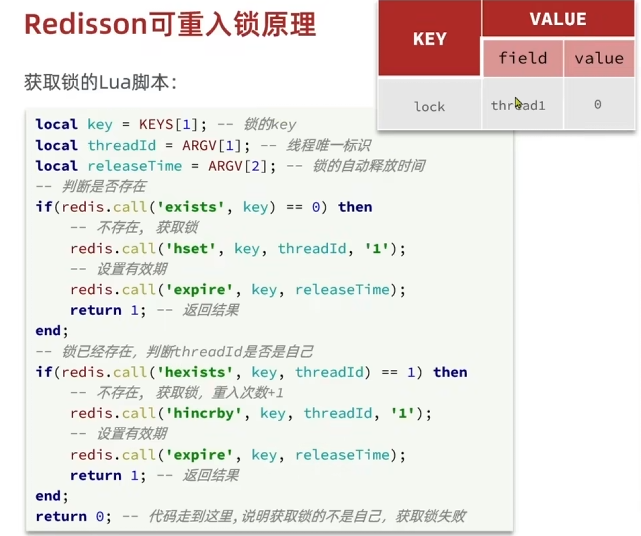 Redisson可重入锁原理
KEY VALUE
field value
lock thread1 0
获取锁的Lua脚本：
local key = KEYS[1]; -- 锁的key
local threadId = ARGV[1]; -- 线程唯一标识
local releaseTime = ARGV[2]; -- 锁的自动释放时间
-- 判断是否存在
if(redis.call('exists', key) == 0) then
-- 不存在, 获取锁
redis.call('hset', key, threadId, '1');
-- 设置有效期
redis.call('expire', key, releaseTime);
return 1; -- 返回结果
end;
-- 锁已经存在，判断threadId是否是自己
if(redis.call('hexists', key, threadId) == 1) then
-- 不存在, 获取锁，重入次数+1
redis.call('hincrby', key, threadId, '1');
-- 设置有效期
redis.call('expire', key, releaseTime);
return 1; -- 返回结果
end;
return 0; -- 代码走到这里,说明获取锁的不是自己，获取锁失败